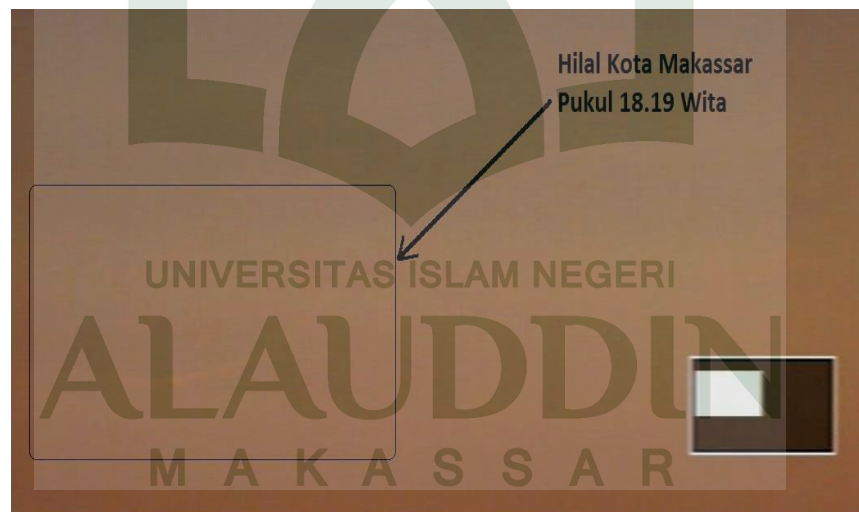 Hilal Kota Makassar
Pukul 18.19 Wita
UNIVERSITAS ISLAM NEGERI
ALAUDDIN
MAKASSAR